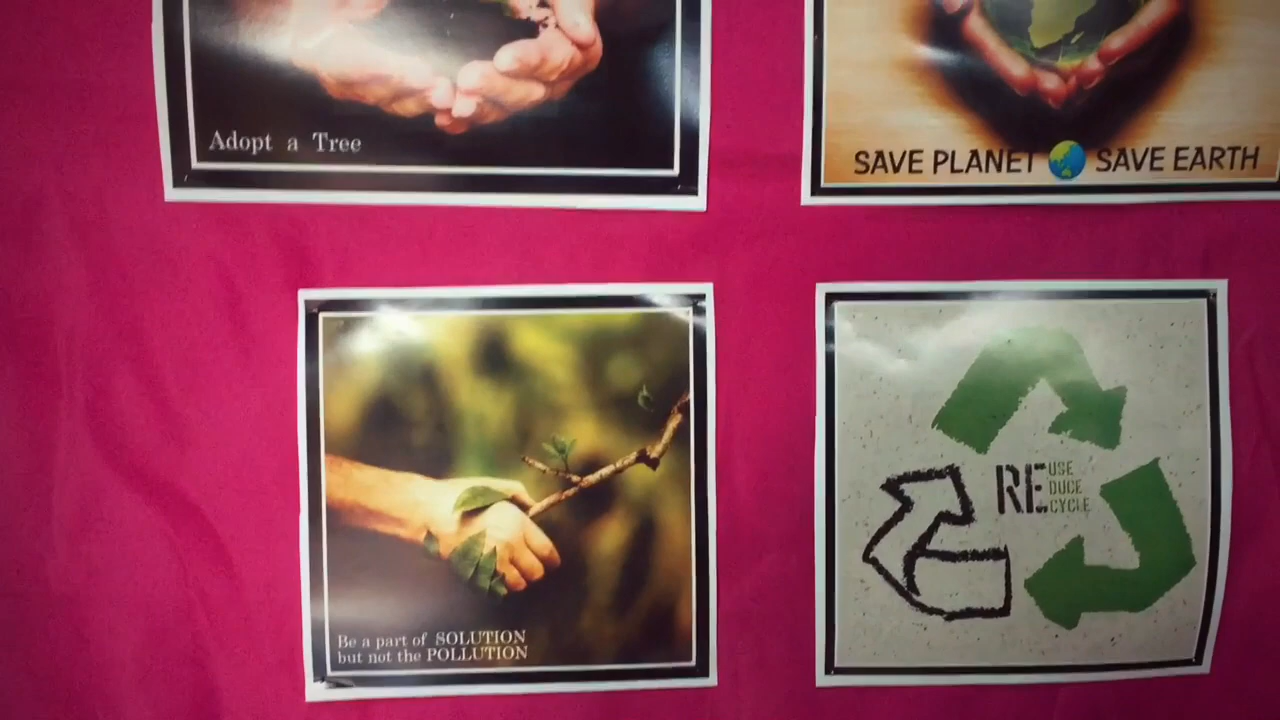 Adopt a Tree
SAVE PLANET SAVE EARTH
Be a part of SOLUTION
but not the POLLUTION
RE USE
DUCE
CYCLE